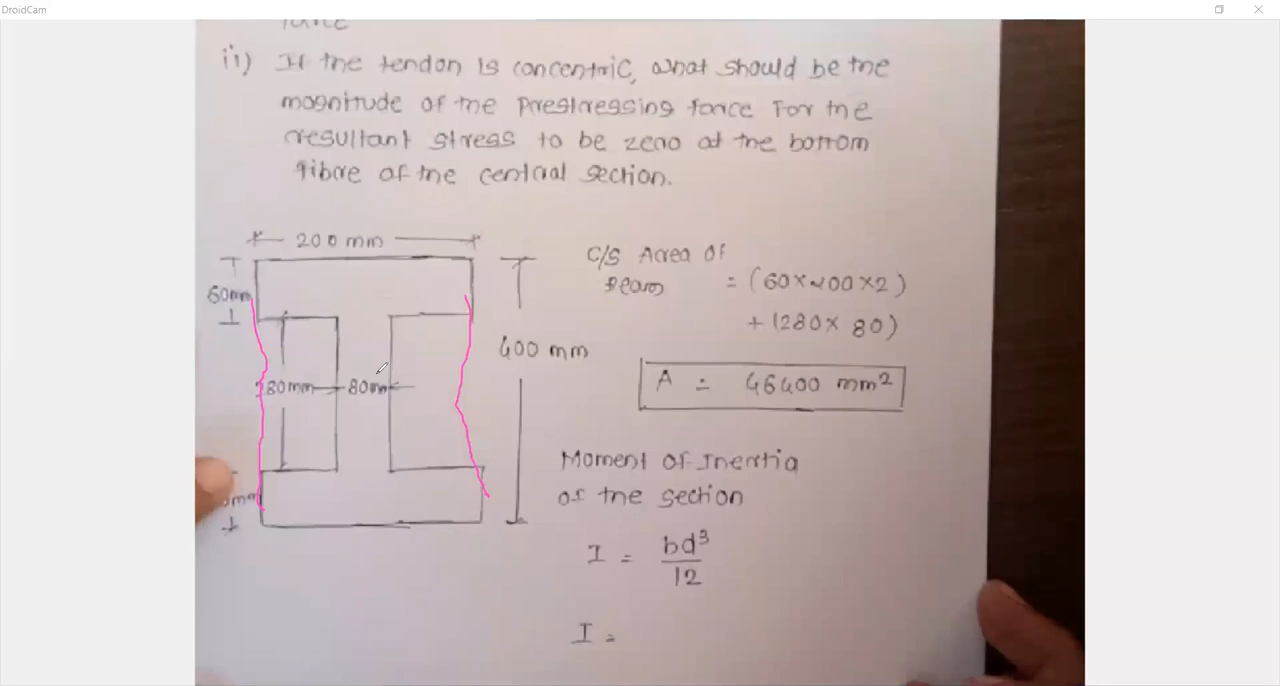 DroidCam
ii) If the tendon is concentric, what should be the
magnitude of the prestressing force for the
resultant stress to be zero at the bottom
fibre of the central section.
200 mm
60mm
400 mm
80mm
C/S Area of
Beam = (60×200×2)
+ (280× 80)
A = 46400 mm²
Moment of Inertia
of the section
I = bd³
12
I =